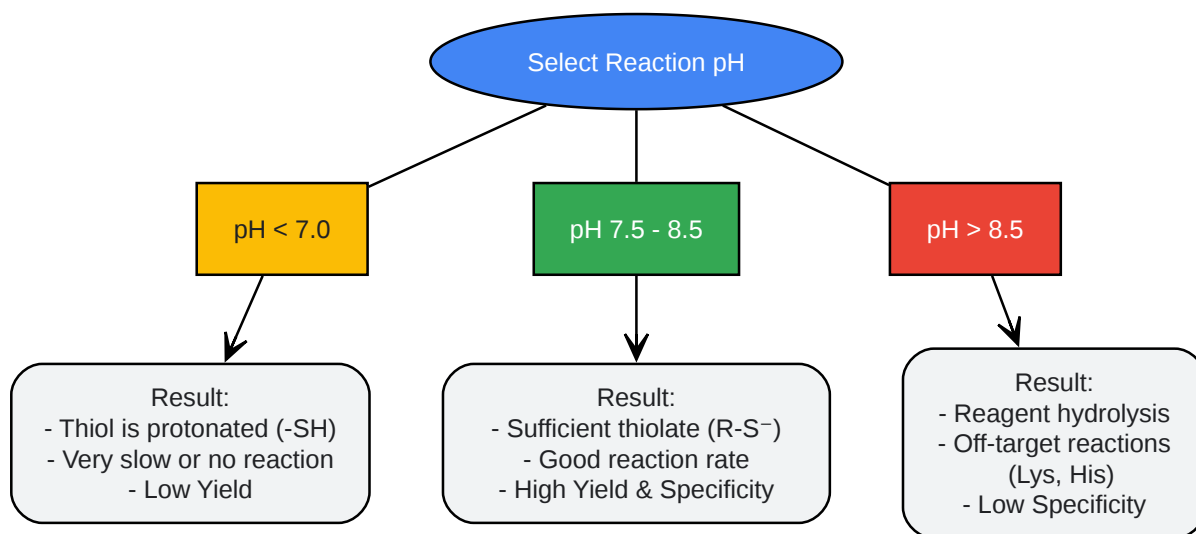 Select Reaction pH
pH < 7.0
pH 7.5 - 8.5
pH > 8.5
Result:
- Thiol is protonated (-SH)
- Very slow or no reaction
- Low Yield
Result:
- Sufficient thiolate (R-S⁻)
- Good reaction rate
- High Yield & Specificity
Result:
- Reagent hydrolysis
- Off-target reactions
(Lys, His)
- Low Specificity